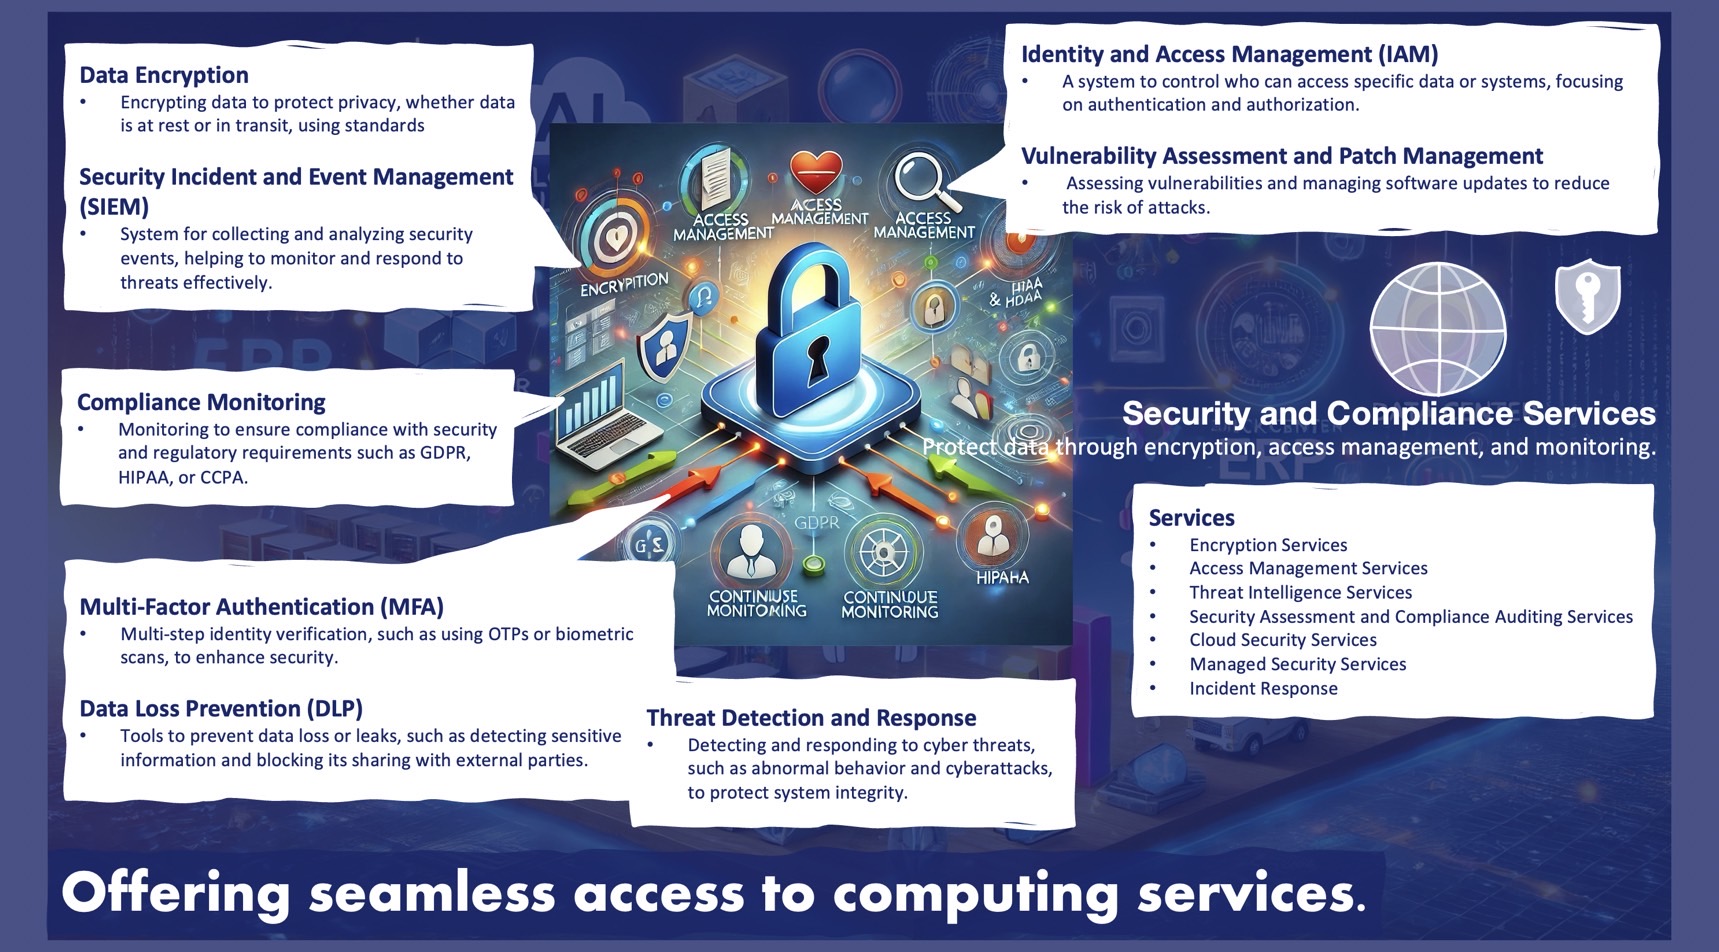 Data Encryption
• Encrypting data to protect privacy, whether data
is at rest or in transit, using standards
Security Incident and Event Management
(SIEM)
• System for collecting and analyzing security
events, helping to monitor and respond to
threats effectively.
Compliance Monitoring
• Monitoring to ensure compliance with security
and regulatory requirements such as GDPR,
HIPAA, or CCPA.
Multi-Factor Authentication (MFA)
• Multi-step identity verification, such as using OTPs or biometric
scans, to enhance security.
Data Loss Prevention (DLP)
• Tools to prevent data loss or leaks, such as detecting sensitive
information and blocking its sharing with external parties.
Threat Detection and Response
• Detecting and responding to cyber threats,
such as abnormal behavior and cyberattacks,
to protect system integrity.
AI
ERP
ACCESS
MANAGEMENT
ACESS
MANAGEMENT
ACCESS
MANAGEMENT
ENCRYPITION
HIAA
& HDAA
GDPR
G S
CONTINIUSE
MONITOAING
CONTINUDUE
MONITORING
HIPAHA
Identity and Access Management (IAM)
• A system to control who can access specific data or systems, focusing
on authentication and authorization.
Vulnerability Assessment and Patch Management
• Assessing vulnerabilities and managing software updates to reduce
the risk of attacks.
Security and Compliance Services
Protect data through encryption, access management, and monitoring.
ERP
Services
• Encryption Services
• Access Management Services
• Threat Intelligence Services
• Security Assessment and Compliance Auditing Services
• Cloud Security Services
• Managed Security Services
• Incident Response
Offering seamless access to computing services.